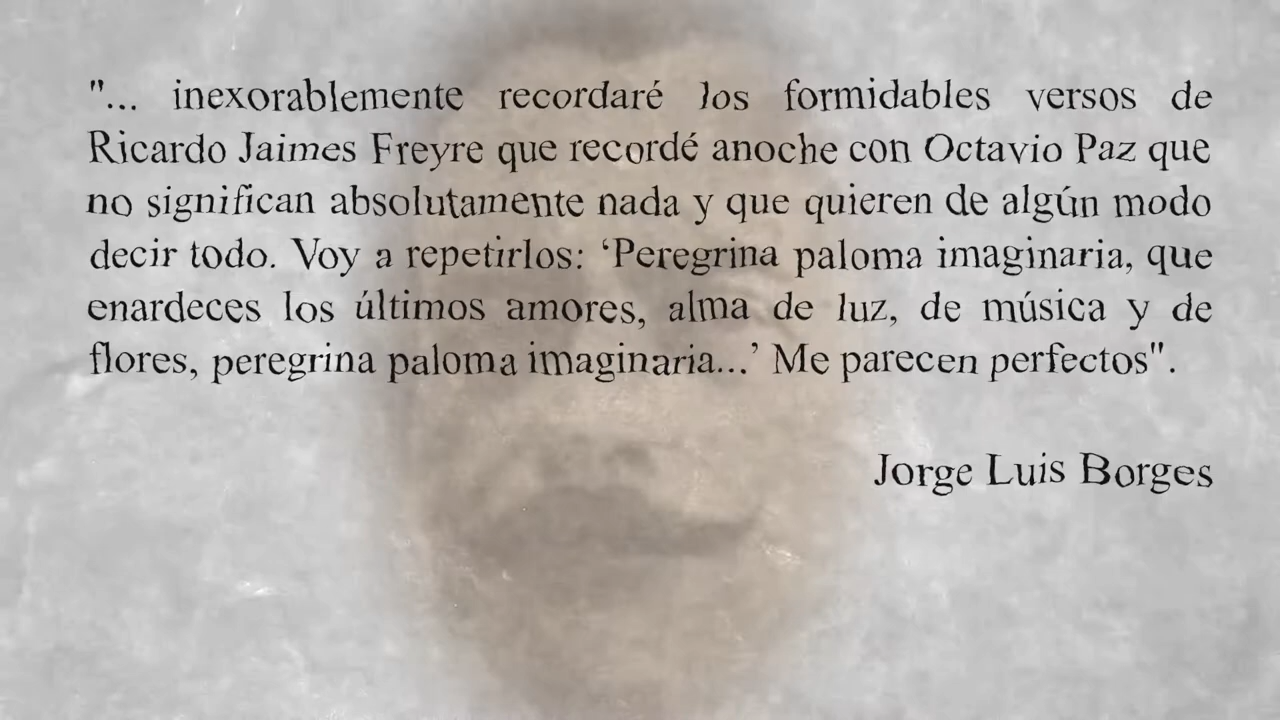 "... inexorablemente recordaré los formidables versos de
Ricardo Jaimes Freyre que recordé anoche con Octavio Paz que
no significan absolutamente nada y que quieren de algún modo
decir todo. Voy a repetirlos: ‘Peregrina paloma imaginaria, que
enardeces los últimos amores, alma de luz, de música y de
flores, peregrina paloma imaginaria...’ Me parecen perfectos".
Jorge Luis Borges